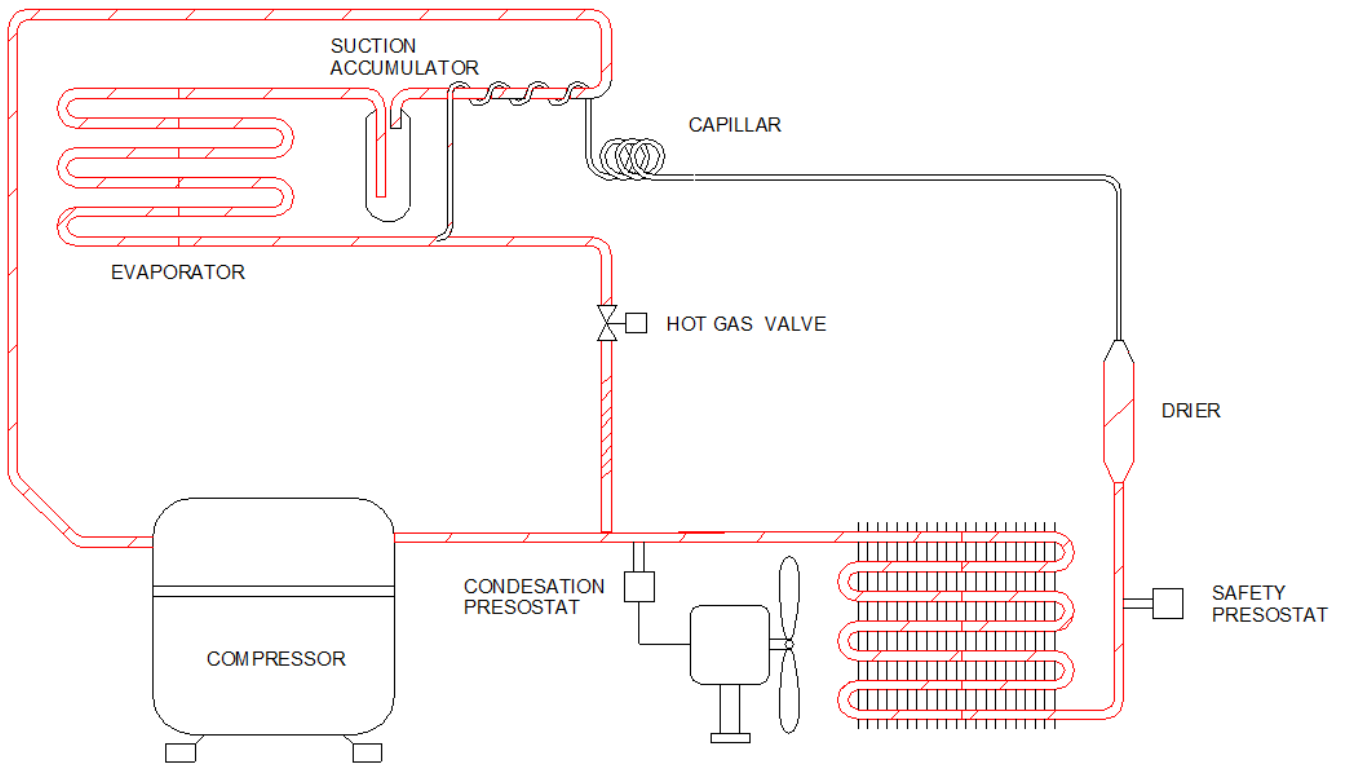 SUCTION
ACCUMULATOR
CAPILLAR
EVAPORATOR
HOT GAS VALVE
DRIER
CONDESATION
PRESOSTAT
SAFETY
PRESOSTAT
COMPRESSOR